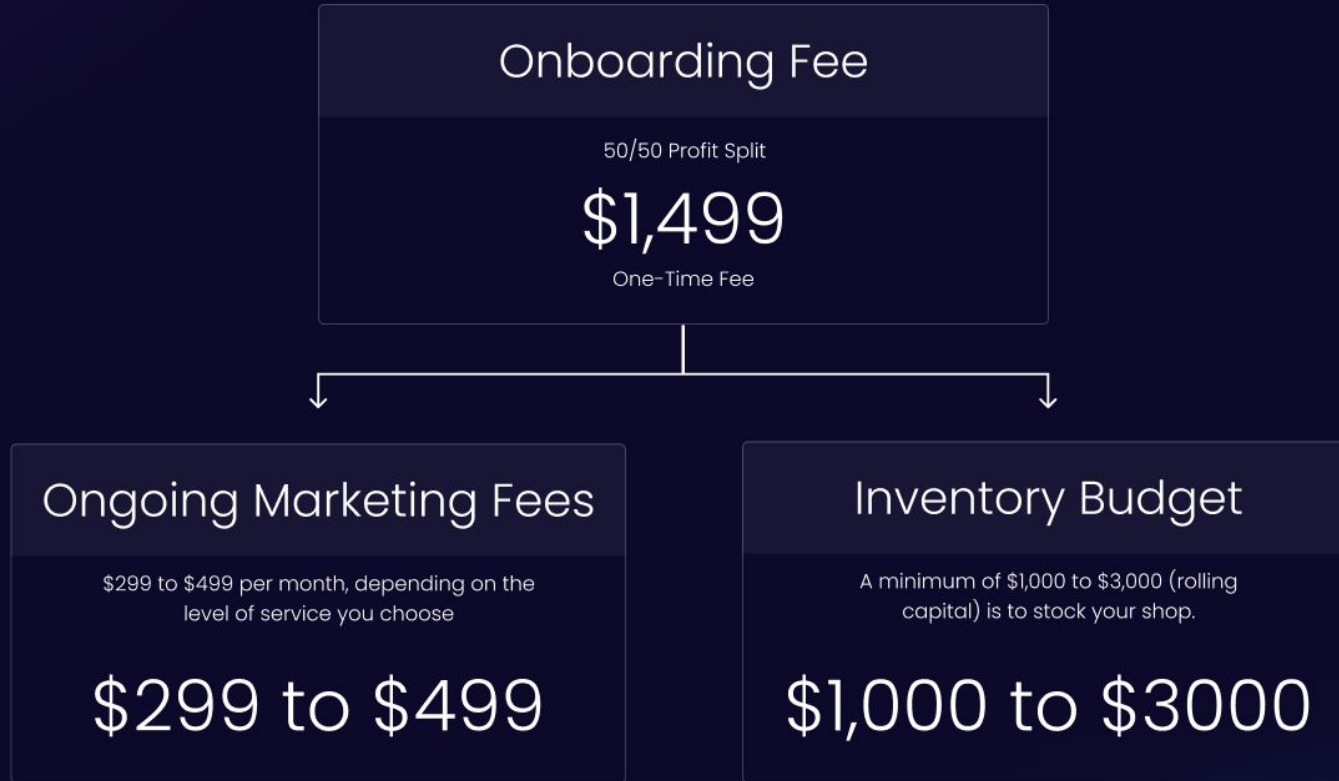 Onboarding Fee
50/50 Profit Split
$1,499
One-Time Fee
Ongoing Marketing Fees
$299 to $499 per month, depending on the
level of service you choose
$299 to $499
Inventory Budget
A minimum of $1,000 to $3,000 (rolling
capital) is to stock your shop.
$1,000 to $3000